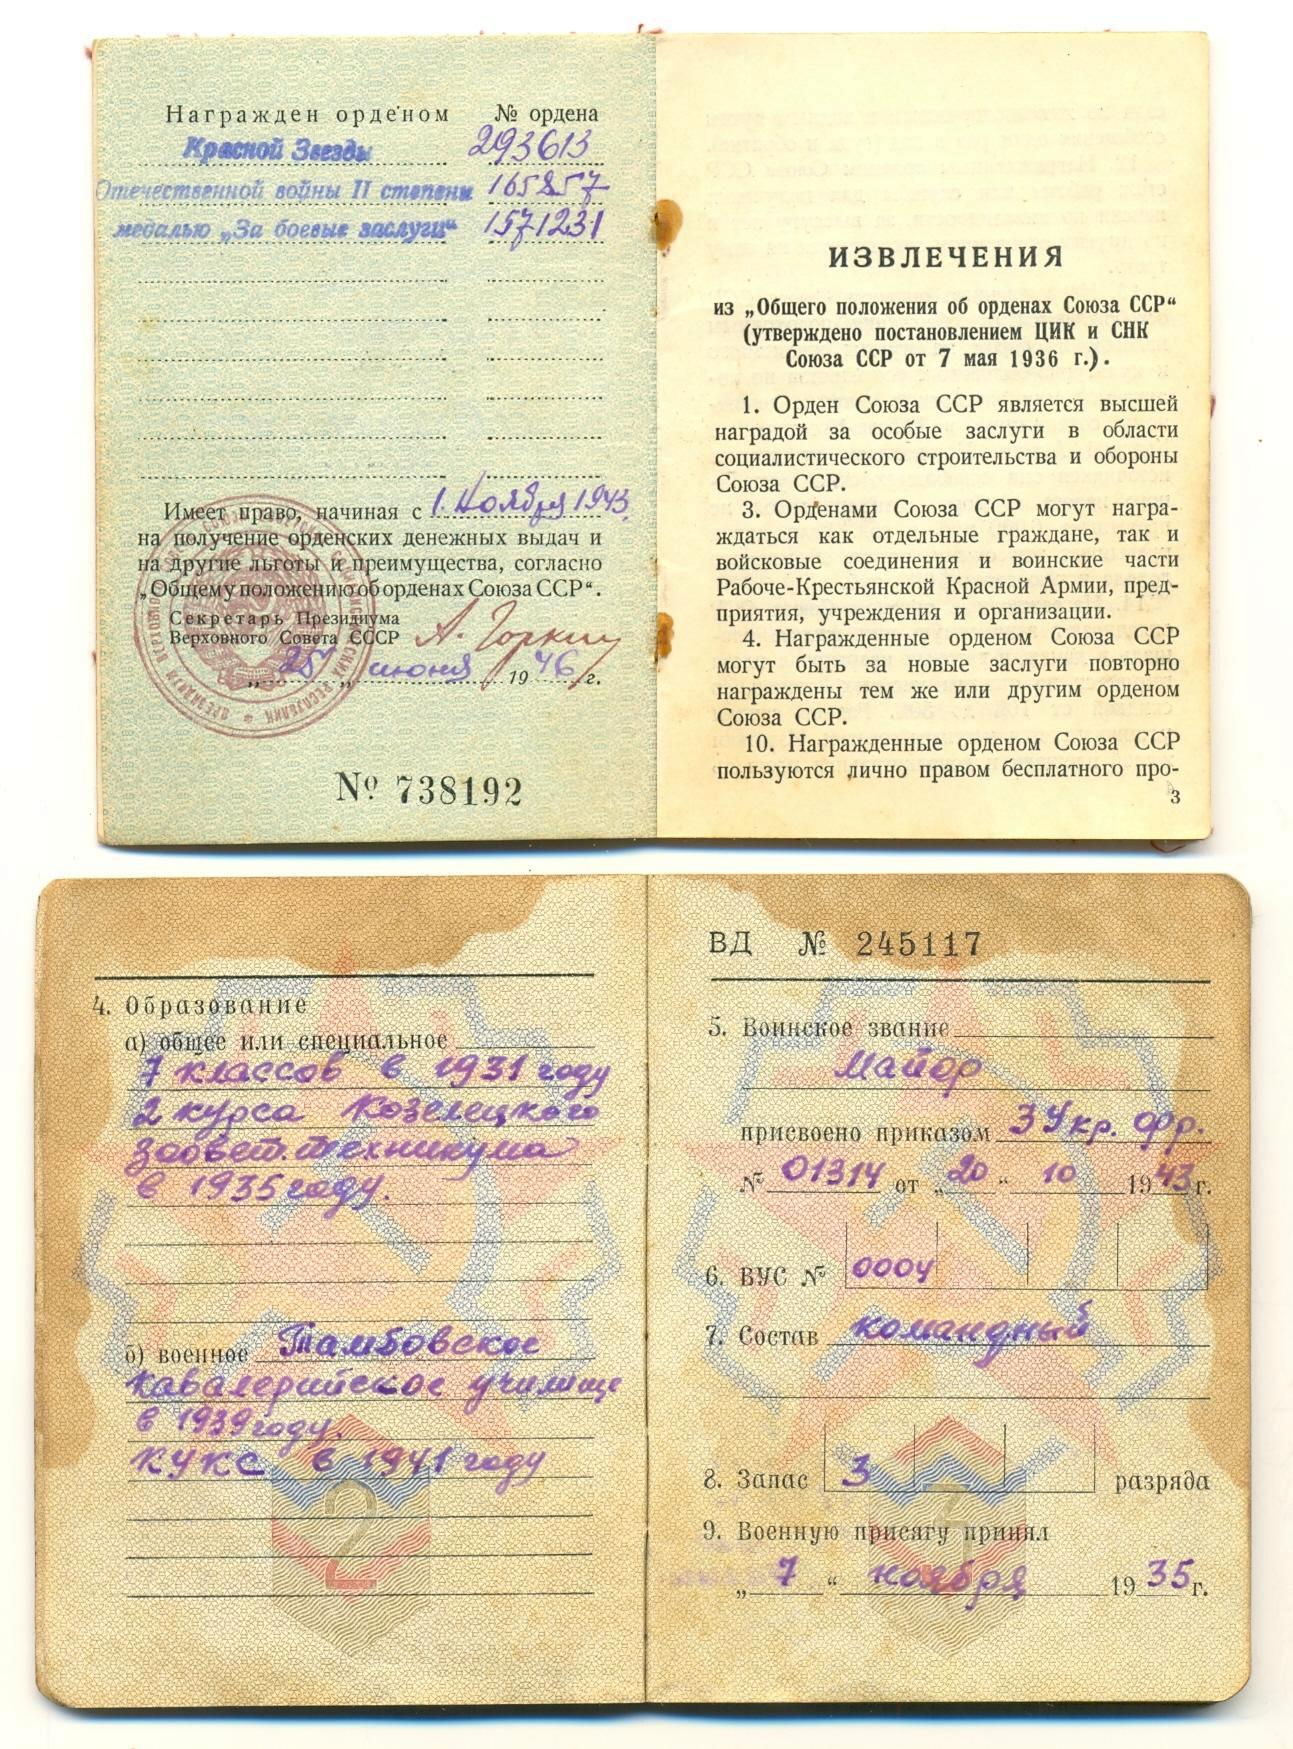 Награжден орденом № ордена
Красной Звезды 293613
Отечественной войны II степени 165857
медалью „За боевые заслуги“ 1571231
Имеет право, начиная с 1. Ноября 1943.
на получение орденских денежных выдач и
на другие льготы и преимущества, согласно
„Общему положению об орденах Союза ССР“.
Секретарь Президиума
Верховного Совета СССР А. Горкин
„25“ июня 1946 г.
№ 738192
ИЗВЛЕЧЕНИЯ
из „Общего положения об орденах Союза ССР“
(утверждено постановлением ЦИК и СНК
Союза ССР от 7 мая 1936 г.).
1. Орден Союза ССР является высшей
наградой за особые заслуги в области
социалистического строительства и обороны
Союза ССР.
3. Орденами Союза ССР могут награ-
ждаться как отдельные граждане, так и
войсковые соединения и воинские части
Рабоче-Крестьянской Красной Армии, пред-
приятия, учреждения и организации.
4. Награжденные орденом Союза ССР
могут быть за новые заслуги повторно
награждены тем же или другим орденом
Союза ССР.
10. Награжденные орденом Союза ССР
пользуются лично правом бесплатного про-
3
4. Образование
а) общее или специальное
7 классов в 1931 году
2 курса Козелецкого
Зоовет. техникума
в 1935 году.
б) военное Тамбовское
кавалерийское училище
в 1939 году.
КУКС в 1941 году
2
ВД № 245117
5. Воинское звание
Майор
присвоено приказом 3 Укр. фр.
№ 01314 от „20“ 10 1943 г.
6. ВУС № 0004
7. Состав командный
8. Запас 3 разряда
9. Военную присягу принял
„7“ ноября 1935 г.